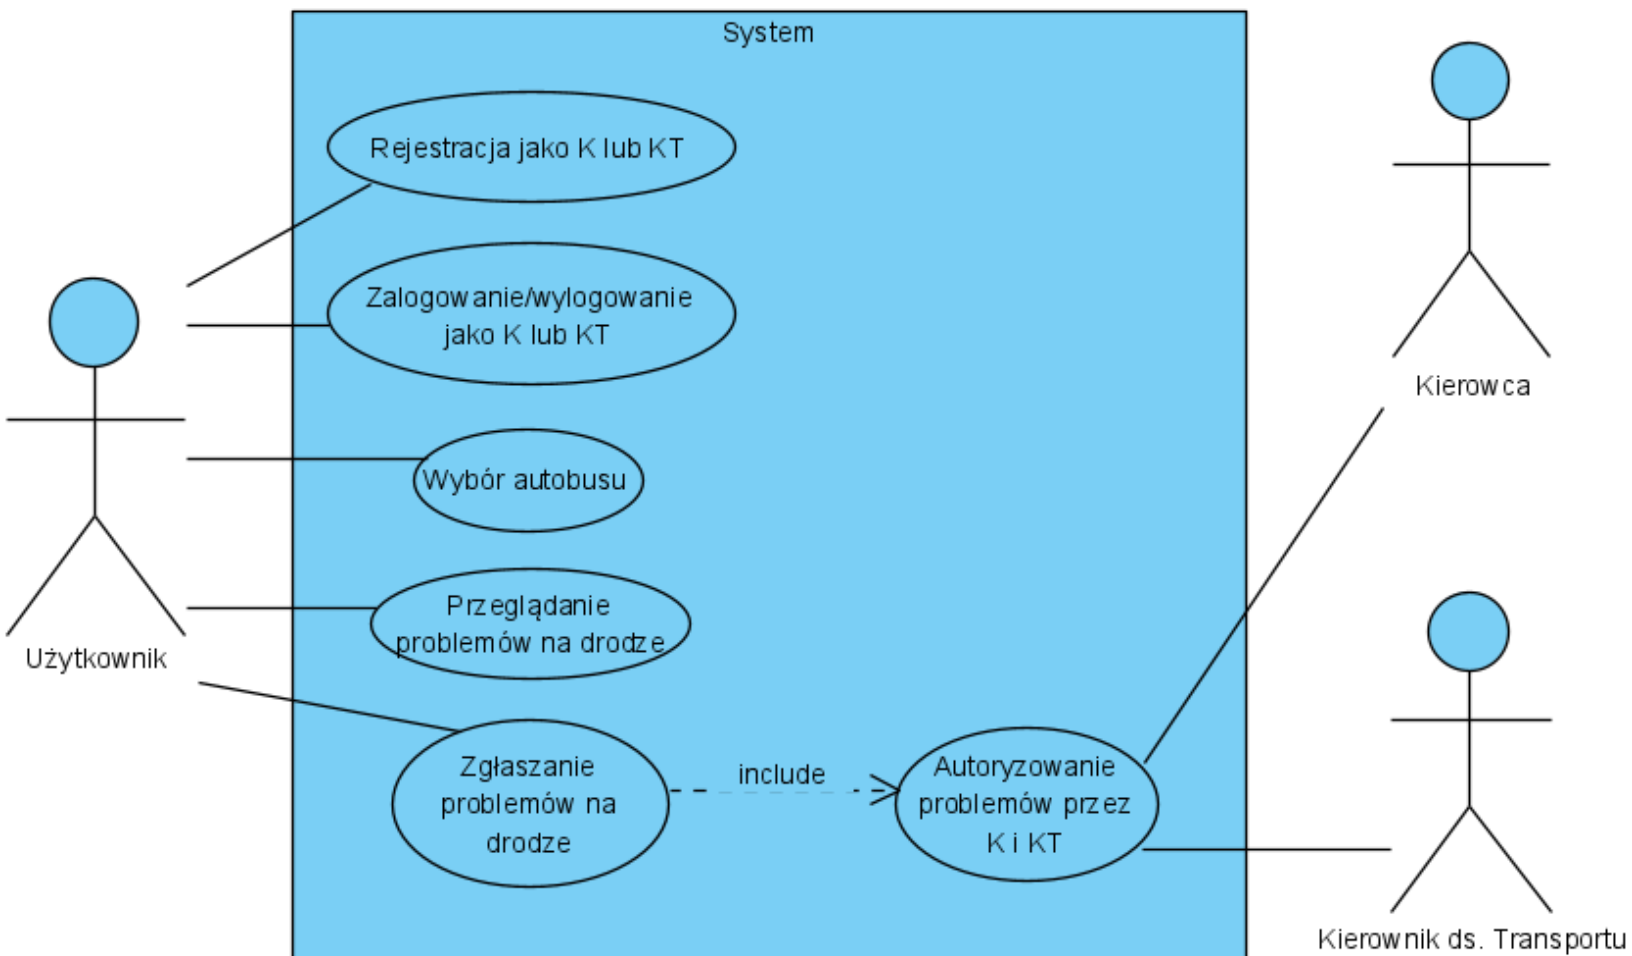 System
Rejestracja jako K lub KT
Zalogowanie/wylogowanie
jako K lub KT
Wybór autobusu
Przeglądanie
problemów na drodze
Użytkownik
Zgłaszanie
problemów na
drodze
include
Autoryzowanie
problemów przez
K i KT
Kierowca
Kierownik ds. Transportu